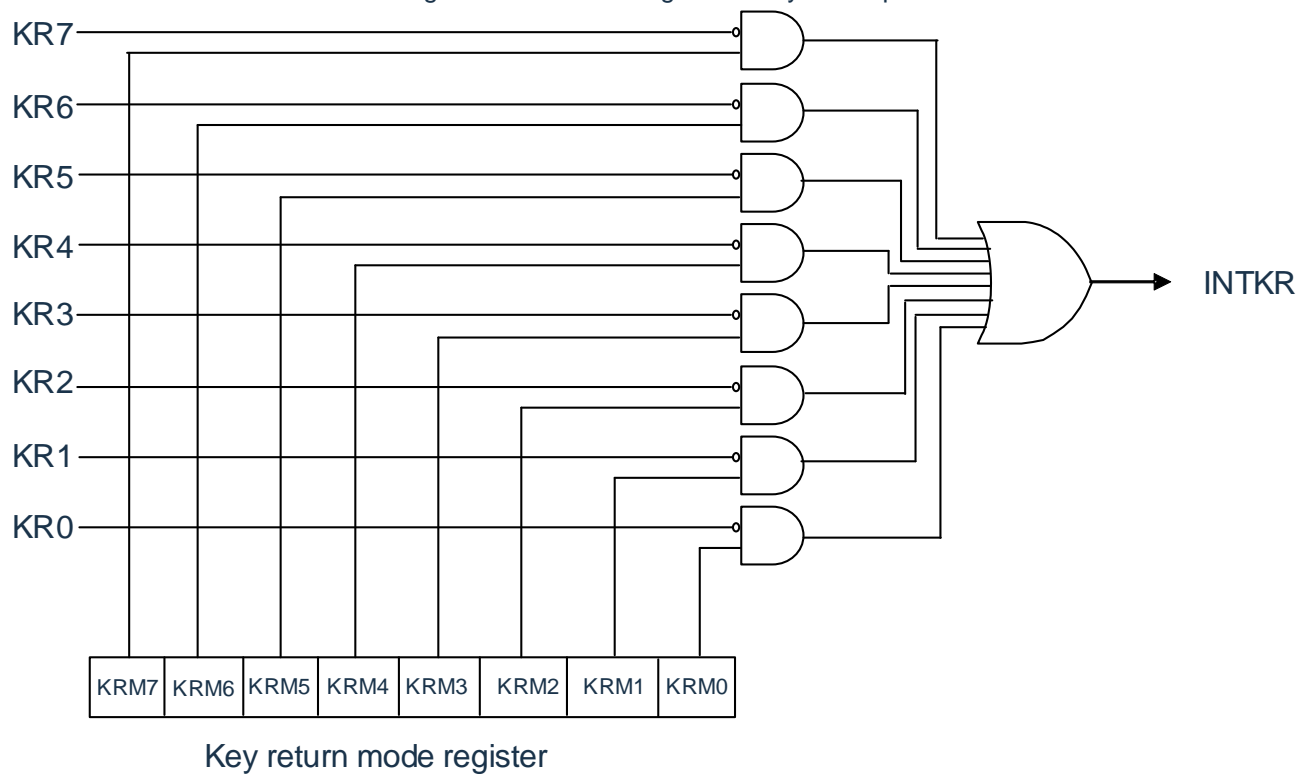 KR7
KR6
KR5
KR4
KR3
INTKR
KR2
KR1
KR0
KRM7 KRM6 KRM5 KRM4 KRM3 KRM2 KRM1 KRM0
Key return mode register